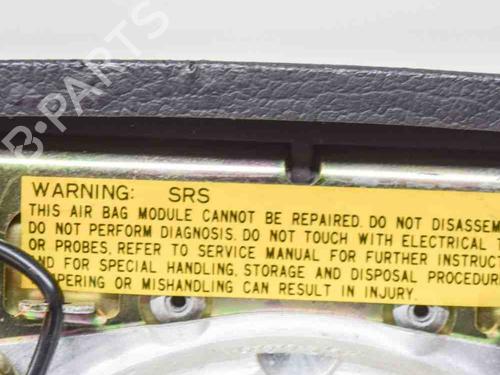 B-PARTS
WARNING: SRS
THIS AIR BAG MODULE CANNOT BE REPAIRED. DO NOT DISASSEM
DO NOT PERFORM DIAGNOSIS. DO NOT TOUCH WITH ELECTRICAL T
OR PROBES. REFER TO SERVICE MANUAL FOR FURTHER INSTRUCT
AND FOR SPECIAL HANDLING, STORAGE AND DISPOSAL PROCEDUR
MPERING OR MISHANDLING CAN RESULT IN INJURY.